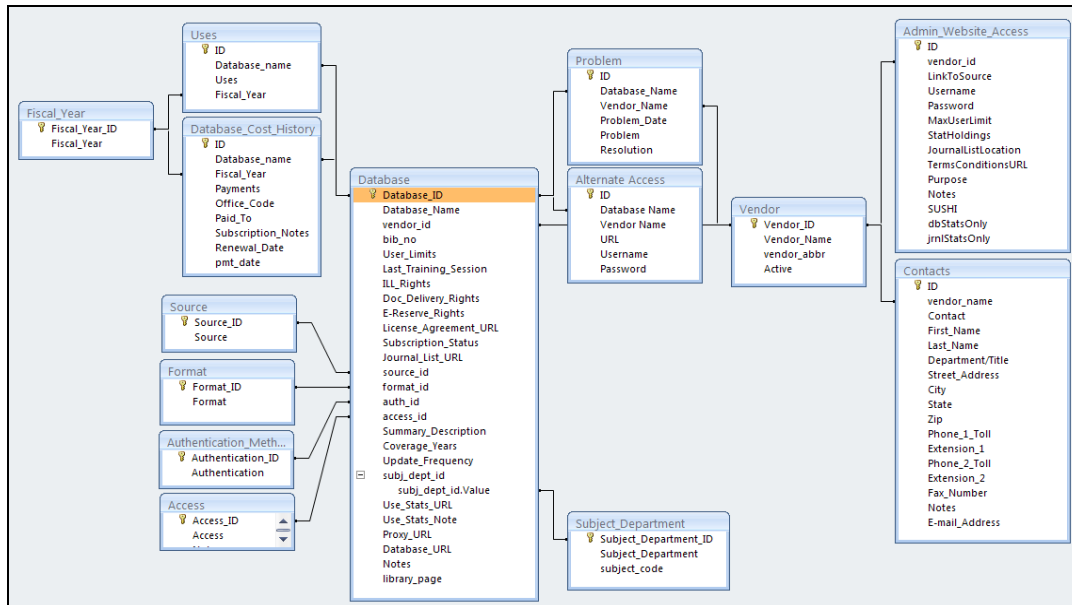 Uses
ID
Database_name
Uses
Fiscal_Year
Fiscal_Year
Fiscal_Year_ID
Fiscal_Year
Database_Cost_History
ID
Database_name
Fiscal_Year
Payments
Office_Code
Paid_To
Subscription_Notes
Renewal_Date
pmt_date
Source
Source_ID
Source
Format
Format_ID
Format
Authentication_Meth...
Authentication_ID
Authentication
Access
Access_ID
Access
Database
Database_ID
Database_Name
vendor_id
bib_no
User_Limits
Last_Training_Session
ILL_Rights
Doc_Delivery_Rights
E-Reserve_Rights
License_Agreement_URL
Subscription_Status
Journal_List_URL
source_id
format_id
auth_id
access_id
Summary_Description
Coverage_Years
Update_Frequency
subj_dept_id
subj_dept_id.Value
Use_Stats_URL
Use_Stats_Note
Proxy_URL
Database_URL
Notes
library_page
Problem
ID
Database_Name
Vendor_Name
Problem_Date
Problem
Resolution
Alternate Access
ID
Database Name
Vendor Name
URL
Username
Password
Subject_Department
Subject_Department_ID
Subject_Department
subject_code
Vendor
Vendor_ID
Vendor_Name
vendor_abbr
Active
Admin_Website_Access
ID
vendor_id
LinkToSource
Username
Password
MaxUserLimit
StatHoldings
JournalListLocation
TermsConditionsURL
Purpose
Notes
SUSHI
dbStatsOnly
jrnlStatsOnly
Contacts
ID
vendor_name
Contact
First_Name
Last_Name
Department/Title
Street_Address
City
State
Zip
Phone_1_Toll
Extension_1
Phone_2_Toll
Extension_2
Fax_Number
Notes
E-mail_Address